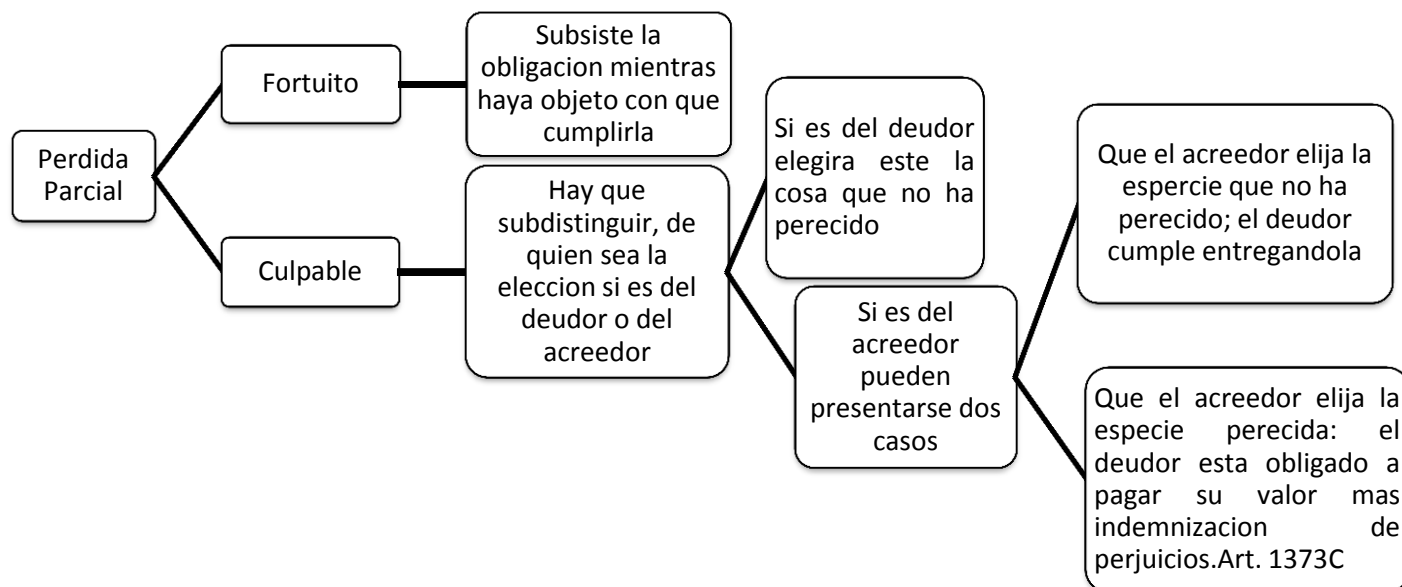 Perdida
Parcial
Fortuito
Subsiste la
obligacion mientras
haya objeto con que
cumplirla
Culpable
Hay que
subdistinguir, de
quien sea la
eleccion si es del
deudor o del
acreedor
Si es del deudor
elegira este la
cosa que no ha
perecido
Si es del
acreedor
pueden
presentarse dos
casos
Que el acreedor elija la
espercie que no ha
perecido; el deudor
cumple entregandola
Que el acreedor elija la
especie perecida: el
deudor esta obligado a
pagar su valor mas
indemnizacion de
perjuicios.Art. 1373C